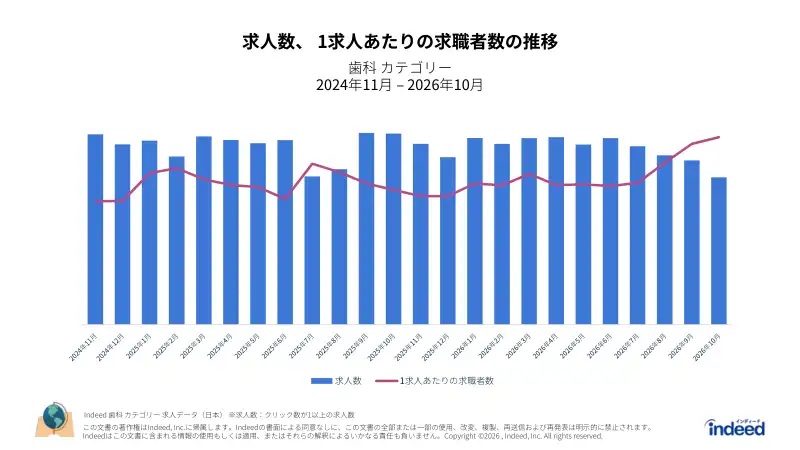 求人数、 1求人あたりの求職者数の推移
歯科 カテゴリー
2024年11月 – 2026年10月
2024年11月
2024年12月
2025年1月
2025年2月
2025年3月
2025年4月
2025年5月
2025年6月
2025年7月
2025年8月
2025年9月
2025年10月
2025年11月
2025年12月
2026年1月
2026年2月
2026年3月
2026年4月
2026年5月
2026年6月
2026年7月
2026年8月
2026年9月
2026年10月
求人数 1求人あたりの求職者数
Indeed 歯科 カテゴリー 求人データ（日本） ※求人数：クリック数が1以上の求人数
この文書の著作権はIndeed, Inc.に帰属します。Indeedの書面による同意なしに、この文書の全部または一部の使用、改変、複製、再送信および再発表は明示的に禁止されます。
Indeedはこの文書に含まれる情報の使用もしくは適用、またはそれらの解釈によるいかなる責任も負いません。Copyright ©2026 , Indeed, Inc. All rights reserved.
インディード
indeed